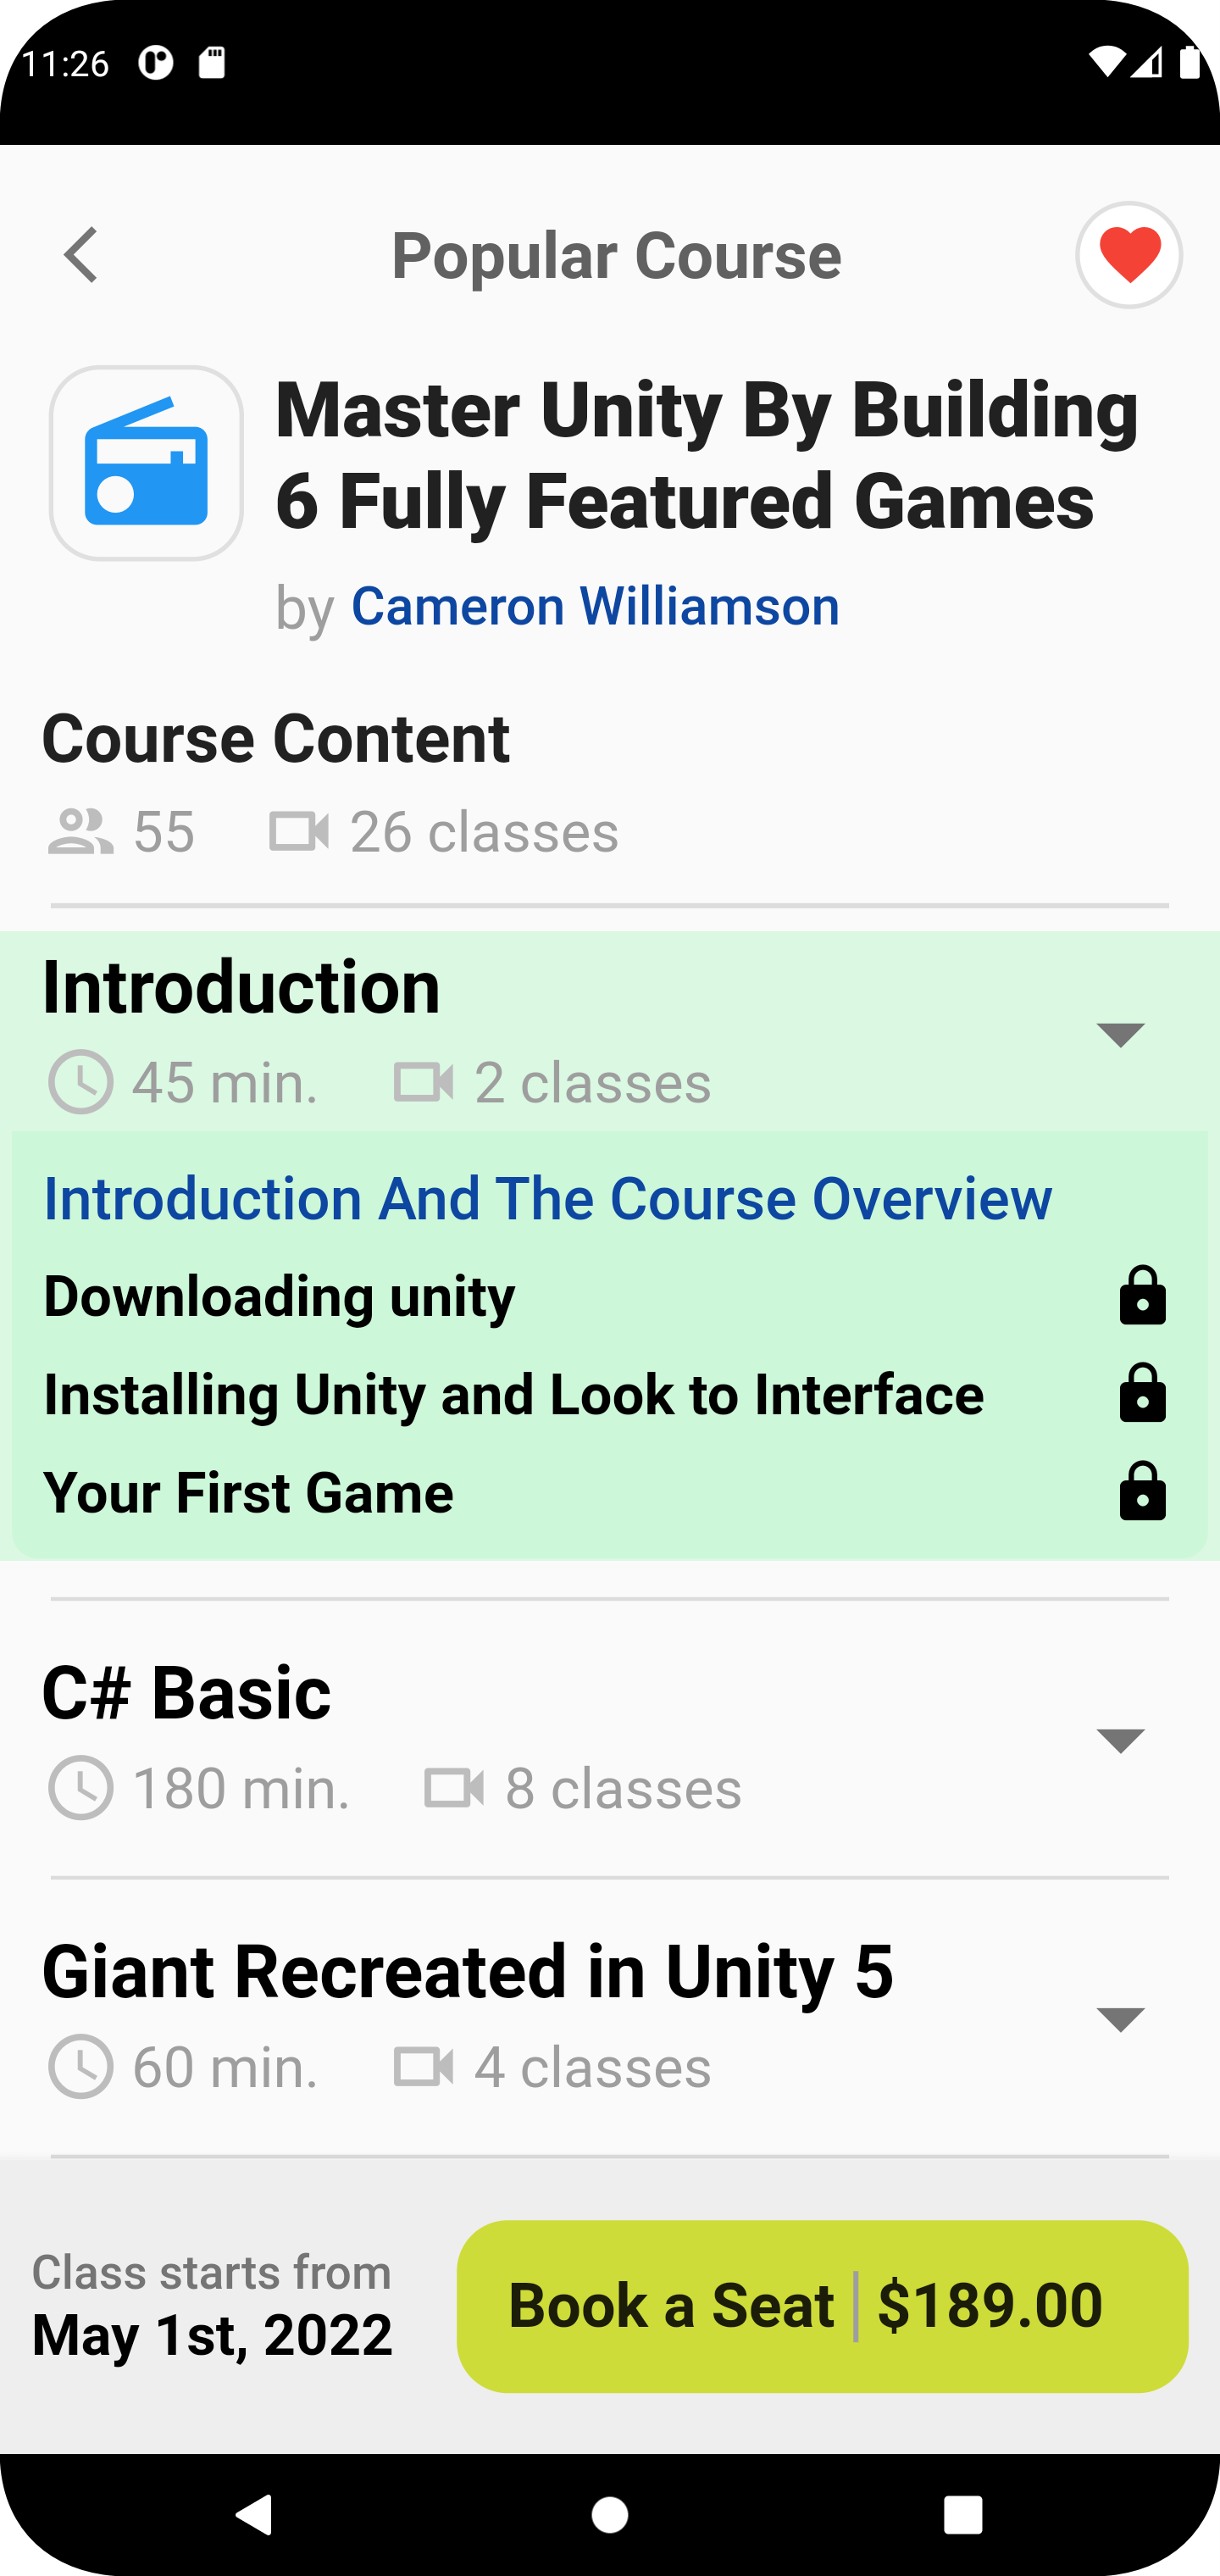 11:26
Popular Course
Master Unity By Building
6 Fully Featured Games
by Cameron Williamson
Course Content
55 26 classes
Introduction
45 min. 2 classes
Introduction And The Course Overview
Downloading unity
Installing Unity and Look to Interface
Your First Game
C# Basic
180 min. 8 classes
Giant Recreated in Unity 5
60 min. 4 classes
Class starts from
May 1st, 2022
Book a Seat $189.00